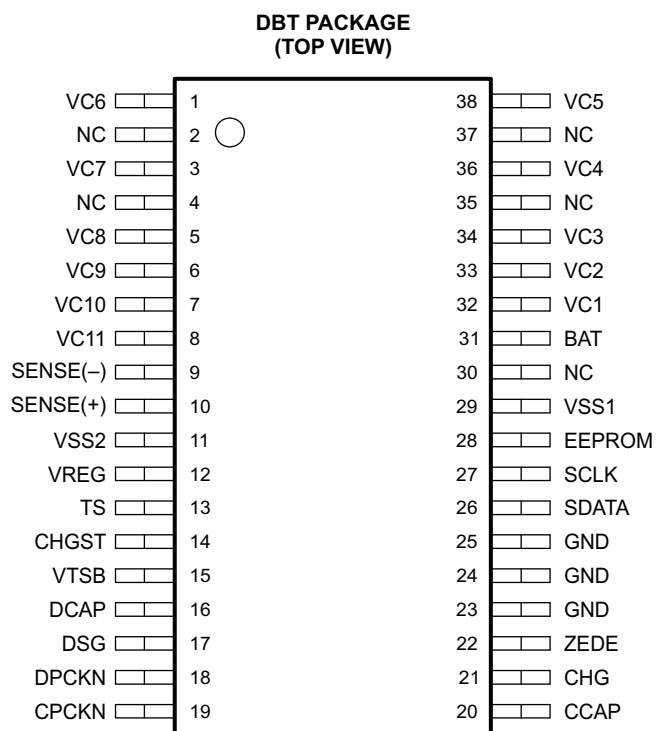 DBT PACKAGE
(TOP VIEW)
VC6 1 38 VC5
NC 2 37 NC
VC7 3 36 VC4
NC 4 35 NC
VC8 5 34 VC3
VC9 6 33 VC2
VC10 7 32 VC1
VC11 8 31 BAT
SENSE(–) 9 30 NC
SENSE(+) 10 29 VSS1
VSS2 11 28 EEPROM
VREG 12 27 SCLK
TS 13 26 SDATA
CHGST 14 25 GND
VTSB 15 24 GND
DCAP 16 23 GND
DSG 17 22 ZEDE
DPCKN 18 21 CHG
CPCKN 19 20 CCAP